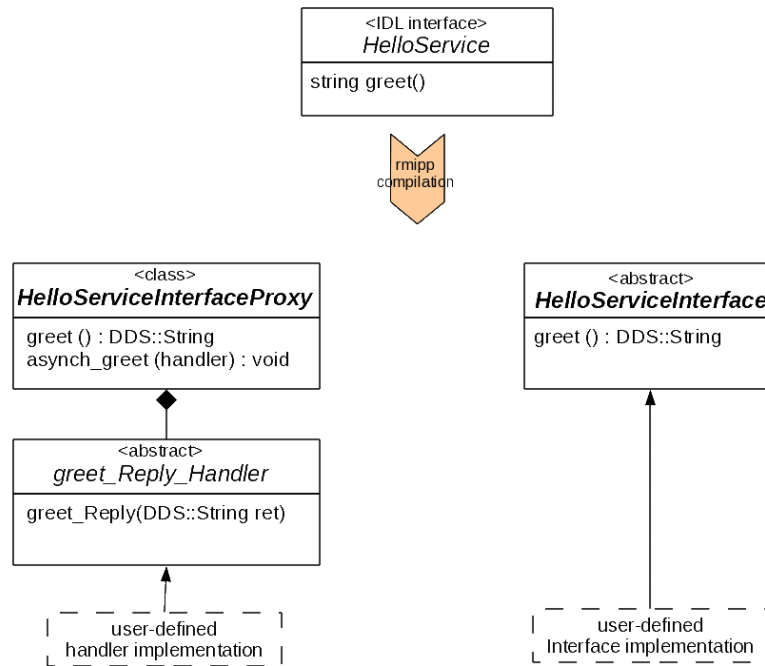 <IDL interface>
HelloService
string greet()
rmipp
compilation
<class>
HelloServiceInterfaceProxy
greet () : DDS::String
asynch_greet (handler) : void
<abstract>
HelloServiceInterface
greet () : DDS::String
<abstract>
greet_Reply_Handler
greet_Reply(DDS::String ret)
user-defined
handler implementation
user-defined
Interface implementation